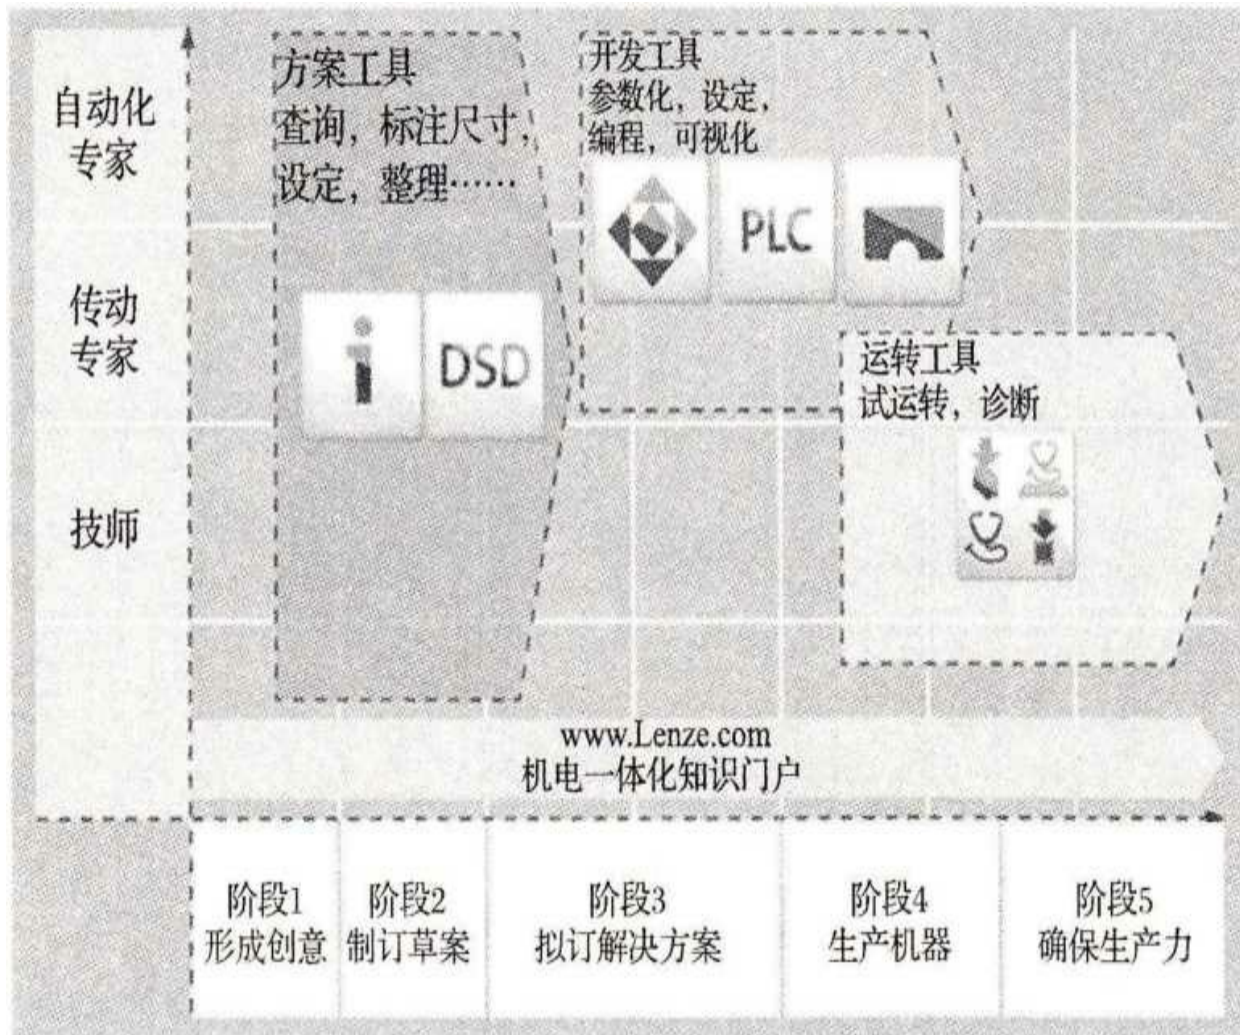 自动化
专家
传动
专家
技师
方案工具
查询，标注尺寸，
设定，整理……
i
DSD
开发工具
参数化，设定，
编程，可视化
PLC
运转工具
试运转，诊断
www.Lenze.com
机电一体化知识门户
阶段1
形成创意
阶段2
制订草案
阶段3
拟订解决方案
阶段4
生产机器
阶段5
确保生产力